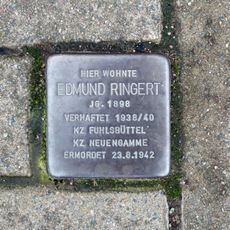 HIER WOHNTE
EDMUND RINGERT
JG. 1898
VERHAFTET 1938/40
KZ FUHLSBÜTTEL
KZ NEUENGAMME
ERMORDET 23.8.1942